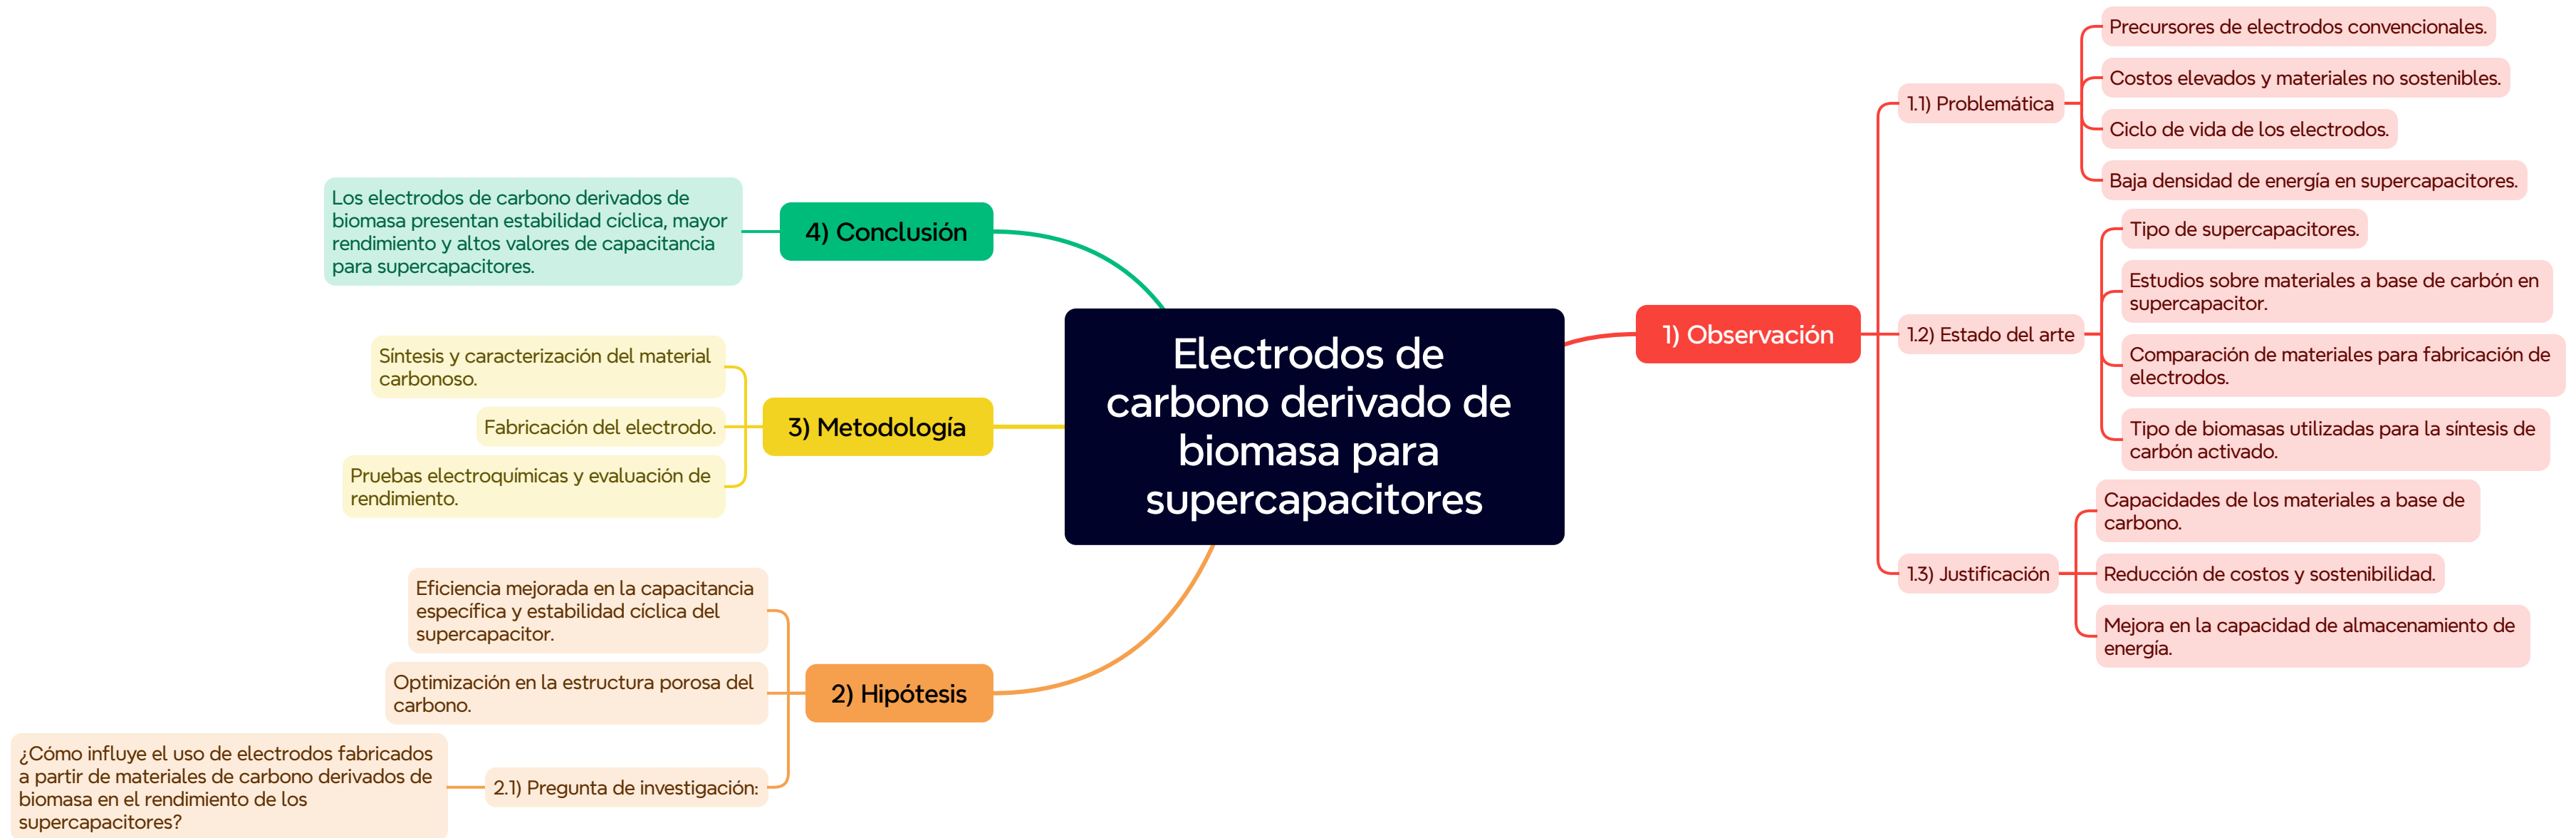 Electrodos de
carbono derivado de
biomasa para
supercapacitores
1) Observación
1.1) Problemática
Precursores de electrodos convencionales.
Costos elevados y materiales no sostenibles.
Ciclo de vida de los electrodos.
Baja densidad de energía en supercapacitores.
1.2) Estado del arte
Tipo de supercapacitores.
Estudios sobre materiales a base de carbón en
supercapacitor.
Comparación de materiales para fabricación de
electrodos.
Tipo de biomasas utilizadas para la síntesis de
carbón activado.
1.3) Justificación
Capacidades de los materiales a base de
carbono.
Reducción de costos y sostenibilidad.
Mejora en la capacidad de almacenamiento de
energía.
2) Hipótesis
Eficiencia mejorada en la capacitancia
específica y estabilidad cíclica del
supercapacitor.
Optimización en la estructura porosa del
carbono.
2.1) Pregunta de investigación:
¿Cómo influye el uso de electrodos fabricados
a partir de materiales de carbono derivados de
biomasa en el rendimiento de los
supercapacitores?
3) Metodología
Síntesis y caracterización del material
carbonoso.
Fabricación del electrodo.
Pruebas electroquímicas y evaluación de
rendimiento.
4) Conclusión
Los electrodos de carbono derivados de
biomasa presentan estabilidad cíclica, mayor
rendimiento y altos valores de capacitancia
para supercapacitores.